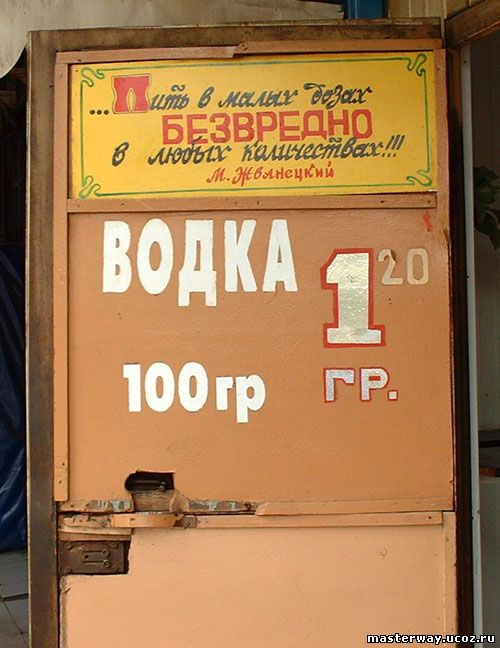 ...Пить в малых дозах
БЕЗВРЕДНО
в любых количествах!!!
М. Жванецкий
ВОДКА 1 20
100 гр ГР.
masterway.ucoz.ru